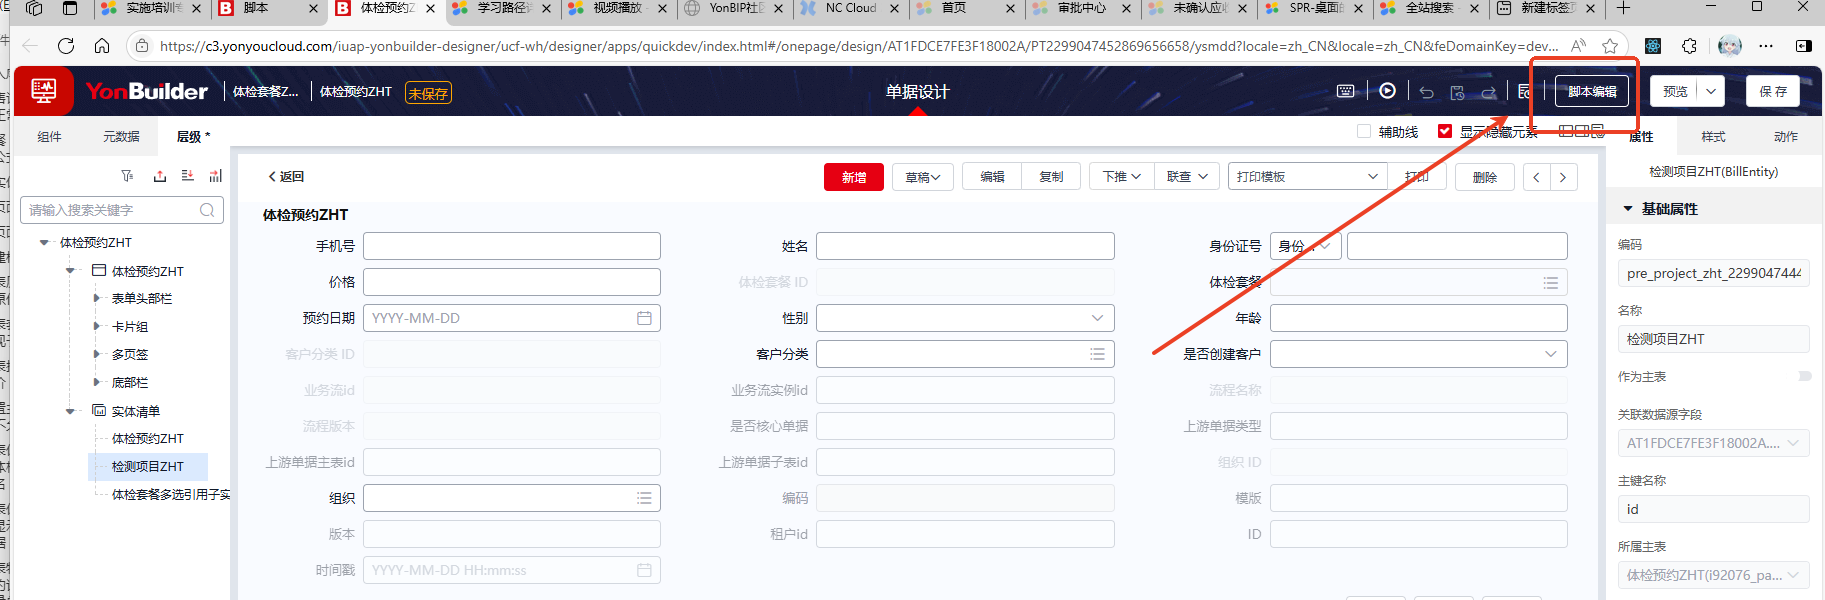 实施培训 脚本 体检预约Z 学习路径 视频播放 - YonBIP社 NC Cloud 首页 审批中心 未确认应 SPR-桌面 全站搜索 - 新建标签
https://c3.yonyoucloud.com/iuap-yonbuilder-designer/ucf-wh/designer/apps/quickdev/index.html#/onepage/design/AT1FDCE7FE3F18002A/PT2299047452869656658/ysmdd?locale=zh_CN&locale=zh_CN&feDomainKey=dev...
YonBuilder 体检套餐Z... 体检预约ZHT 未保存 单据设计 脚本编辑 预览 保存
组件 元数据 层级 * 辅助线 显示隐藏元素 属性 样式 动作
返回 新增 草稿 编辑 复制 下推 联查 打印模板 打印 删除
检测项目ZHT(BillEntity)
请输入搜索关键字
基础属性
体检预约ZHT
手机号 姓名 身份证号 身份...
体检预约ZHT
编码
体检预约ZHT
价格 体检套餐 ID 体检套餐
pre_project_zht_2299047444
表单头部栏
预约日期 YYYY-MM-DD 性别 年龄
名称
卡片组
客户分类 ID 客户分类 是否创建客户
检测项目ZHT
多页签
底部栏
业务流id 业务流实例id 流程名称
作为主表
实体清单
流程版本 是否核心单据 上游单据类型
关联数据源字段
体检预约ZHT
AT1FDCE7FE3F18002A....
检测项目ZHT
上游单据主表id 上游单据子表id 组织 ID
主键名称
体检套餐多选引用子实
组织 编码 模版
id
版本 租户id ID
所属主表
时间戳 YYYY-MM-DD HH:mm:ss
体检预约ZHT(i92076_pa...